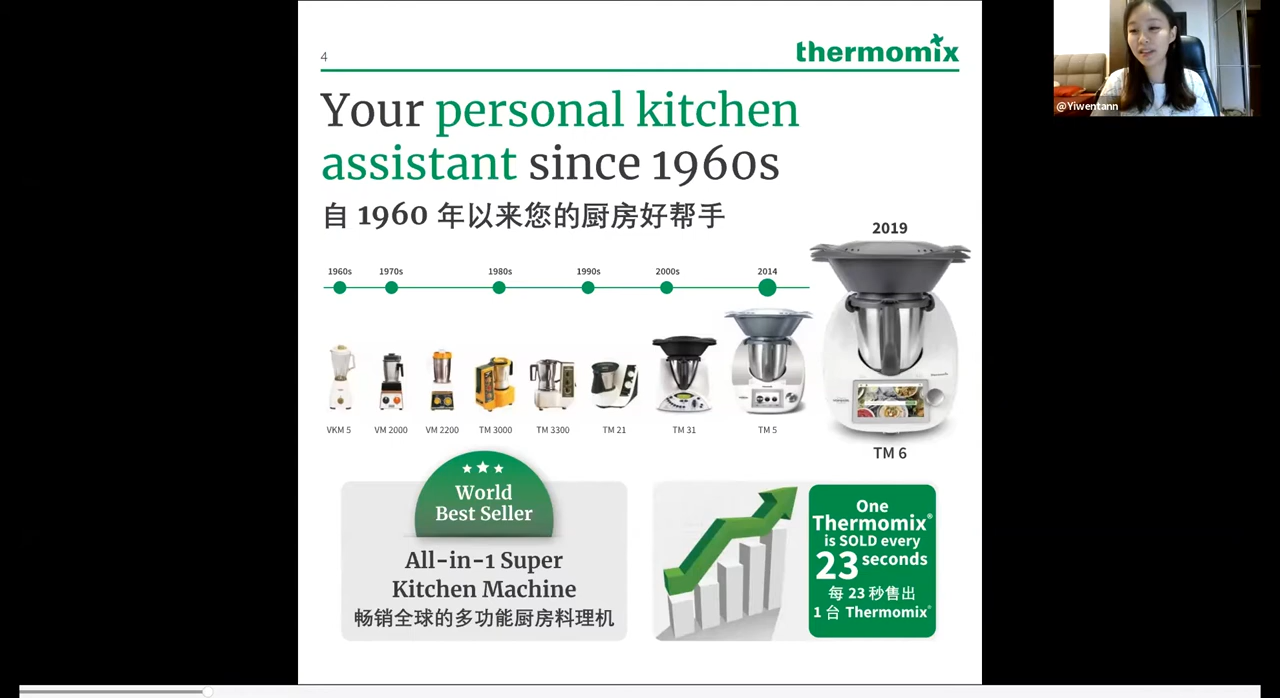 4
thermomix
@Yiwentann
Your personal kitchen
assistant since 1960s
自 1960 年以来您的厨房好帮手
2019
1960s 1970s 1980s 1990s 2000s 2014
VKM 5 VM 2000 VM 2200 TM 3000 TM 3300 TM 21 TM 31 TM 5
TM 6
World
Best Seller
All-in-1 Super
Kitchen Machine
畅销全球的多功能厨房料理机
One
Thermomix®
is SOLD every
23 seconds
每 23 秒售出
1 台 Thermomix®